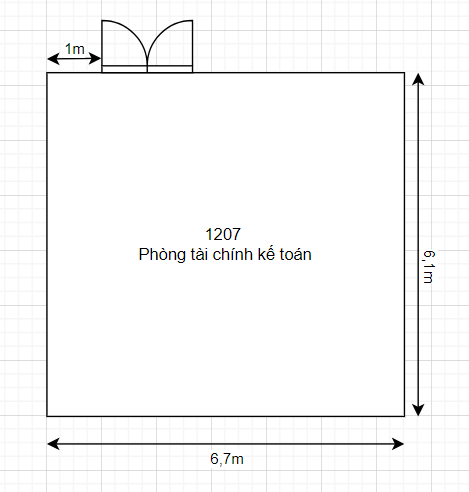 1m
1207
Phòng tài chính kế toán
6,1m
6,7m